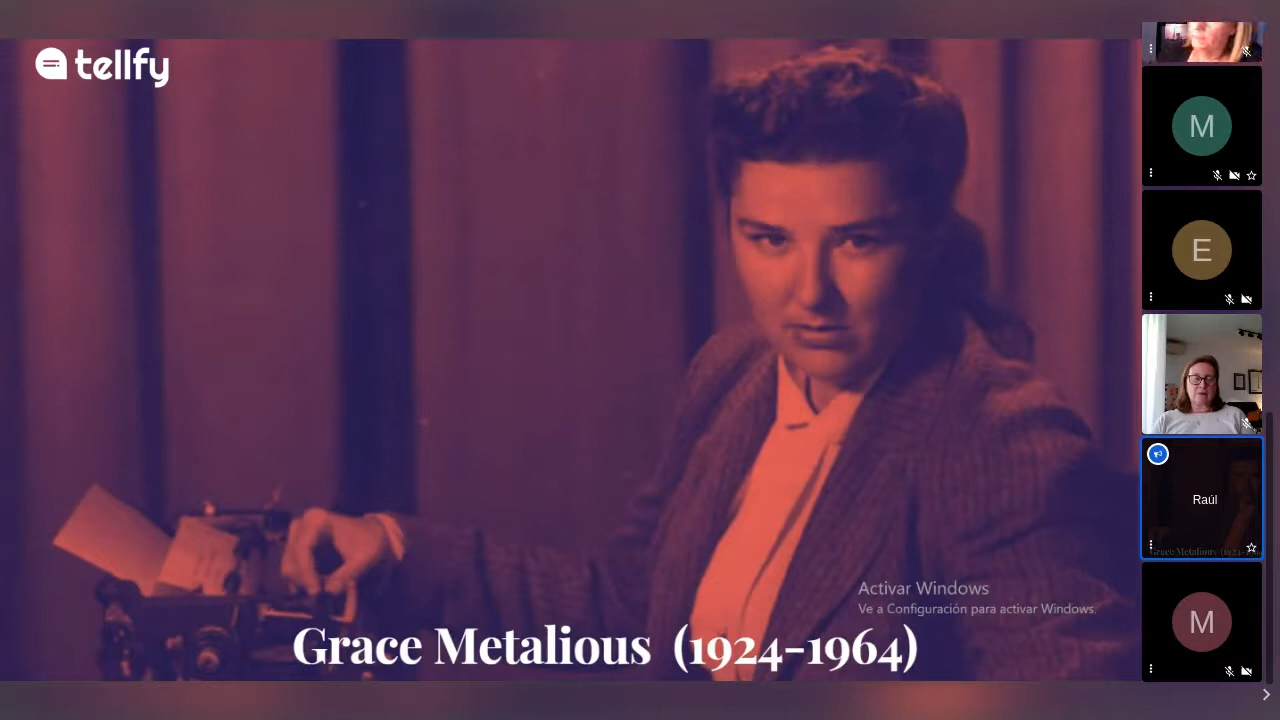 tellfy
M
E
Raúl
Activar Windows
Ve a Configuración para activar Windows.
Grace Metalious (1924-1964)
M